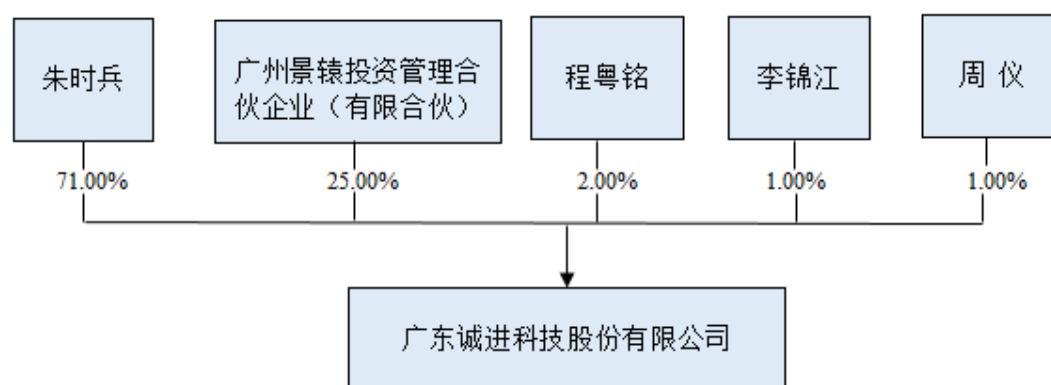 朱时兵
广州景辕投资管理合
伙企业（有限合伙）
程粤铭
李锦江
周 仪
71.00%
25.00%
2.00%
1.00%
1.00%
广东诚进科技股份有限公司